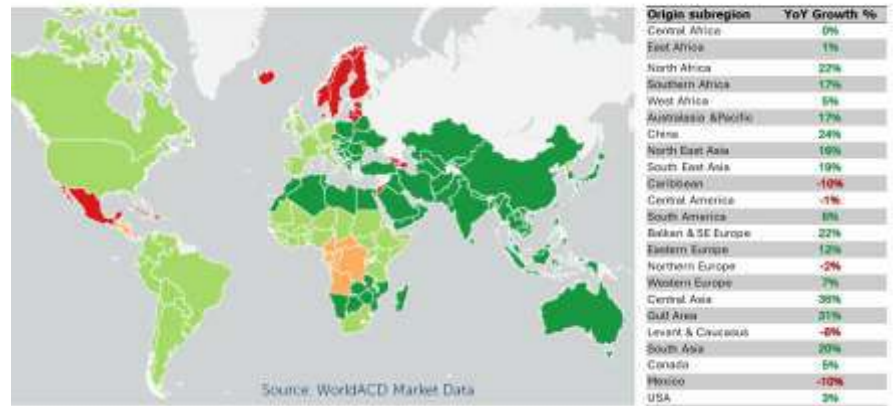 Origin subregion YoY Growth %
Central Africa 0%
East Africa 1%
North Africa 22%
Southern Africa 17%
West Africa 5%
Australasia &Pacific 17%
China 24%
North East Asia 16%
South East Asia 19%
Caribbean -10%
Central America -1%
South America 6%
Balkan & SE Europe 22%
Eastern Europe 12%
Northern Europe -2%
Western Europe 7%
Central Asia 36%
Gulf Area 31%
Levant & Caucasus -8%
South Asia 20%
Canada 5%
Mexico -10%
USA 3%
Source: WorldACD Market Data